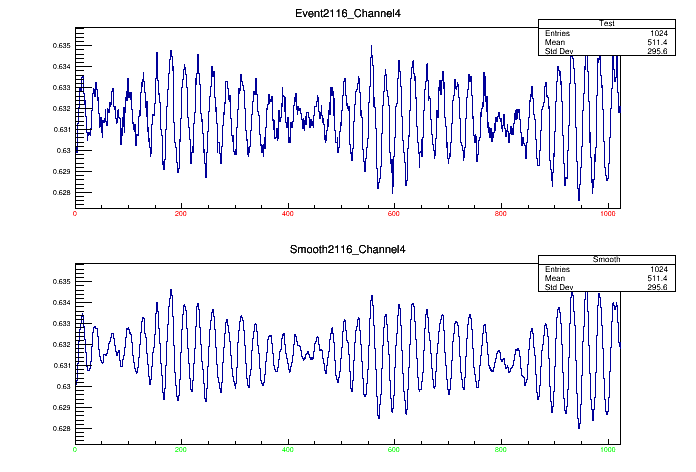 Event2116_Channel4
Test
Entries 1024
Mean 511.4
Std Dev 295.6
0.635
0.634
0.633
0.632
0.631
0.63
0.629
0.628
0 200 400 600 800 1000
Smooth2116_Channel4
Smooth
Entries 1024
Mean 511.4
Std Dev 295.6
0.635
0.634
0.633
0.632
0.631
0.63
0.629
0.628
0 200 400 600 800 1000